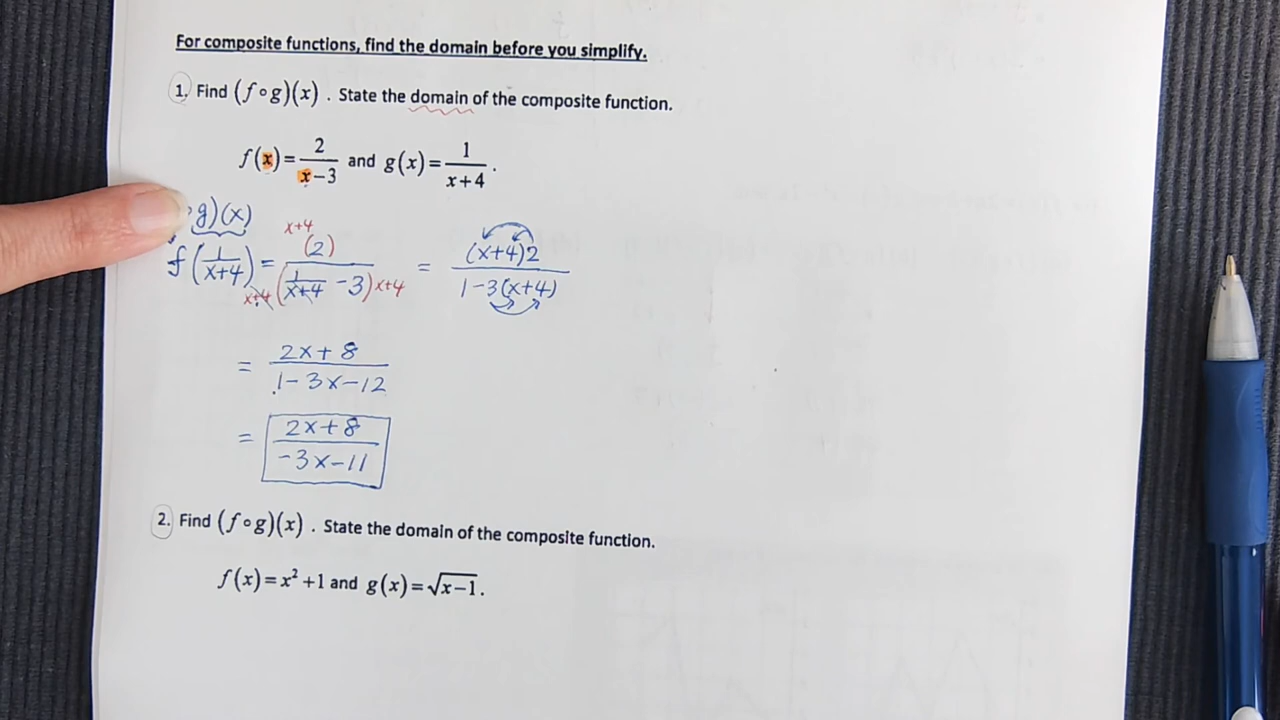 For composite functions, find the domain before you simplify.
1. Find (f∘g)(x) . State the domain of the composite function.
f(x)=2/(x−3) and g(x)=1/(x+4) .
g)(x)
f(1/(x+4)) = x+4 (2) / x+4 (1/(x+4) −3) x+4 = (x+4)2 / 1−3(x+4)
= 2x+8 / 1−3x−12
= 2x+8 / −3x−11
2. Find (f∘g)(x) . State the domain of the composite function.
f(x)=x²+1 and g(x)=√(x−1).